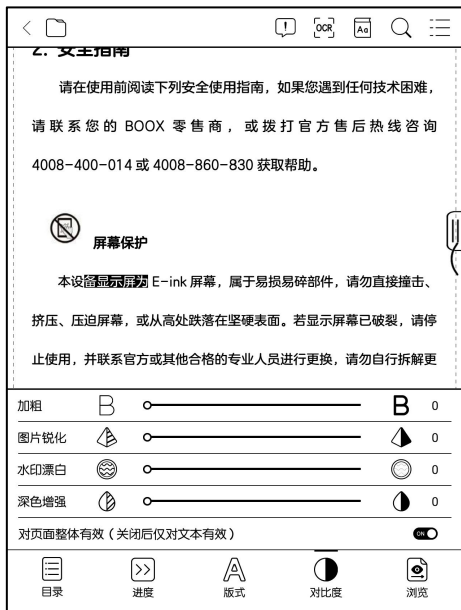 OCR
Aa
2. 安全指南
请在使用前阅读下列安全使用指南，如果您遇到任何技术困难，
请联系您的 BOOX 零售商，或拨打官方售后热线咨询
4008-400-014 或 4008-860-830 获取帮助。
屏幕保护
本设备显示屏为 E-ink 屏幕，属于易损易碎部件，请勿直接撞击、
挤压、压迫屏幕，或从高处跌落在坚硬表面。若显示屏幕已破裂，请停
止使用，并联系官方或其他合格的专业人员进行更换，请勿自行拆解更
加粗 B B 0
图片锐化 0
水印漂白 0
深色增强 0
对页面整体有效（关闭后仅对文本有效） ON
目录 进度 版式 对比度 浏览